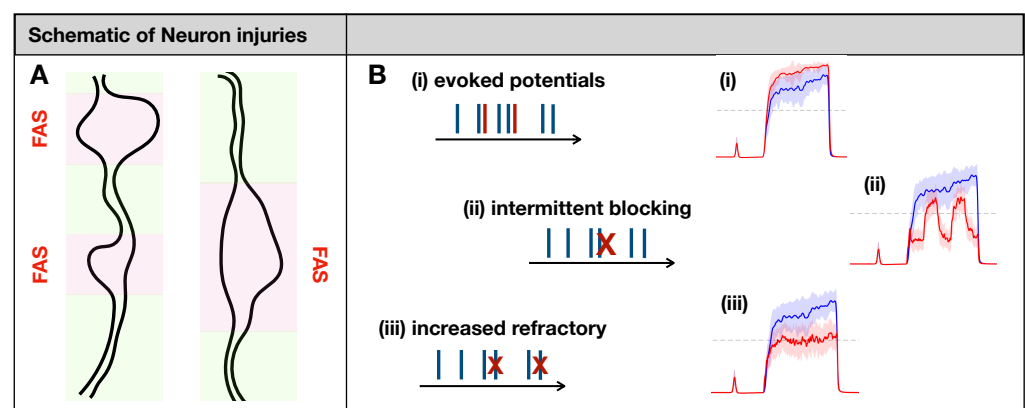 Schematic of Neuron injuries
A
FAS
FAS
FAS
B
(i) evoked potentials
(i)
(ii) intermittent blocking
(ii)
(iii) increased refractory
(iii)